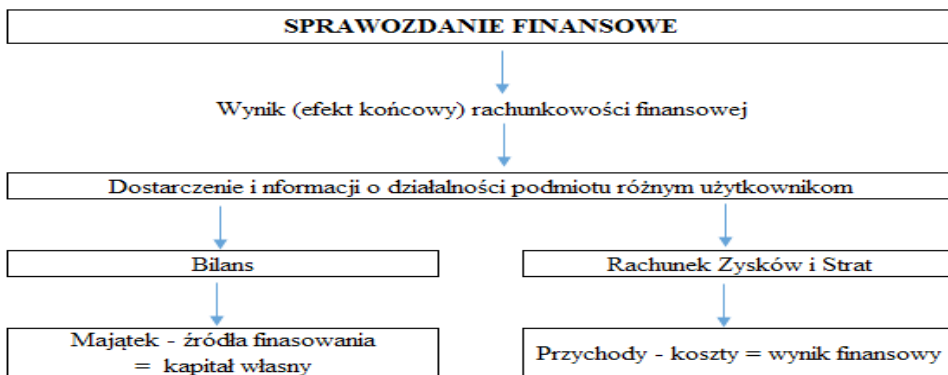 SPRAWOZDANIE FINANSOWE
Wynik (efekt końcowy) rachunkowości finansowej
Dostarczenie i nformacji o działalności podmiotu różnym użytkownikom
Bilans
Rachunek Zysków i Strat
Majątek - źródła finasowania
= kapitał własny
Przychody - koszty = wynik finansowy